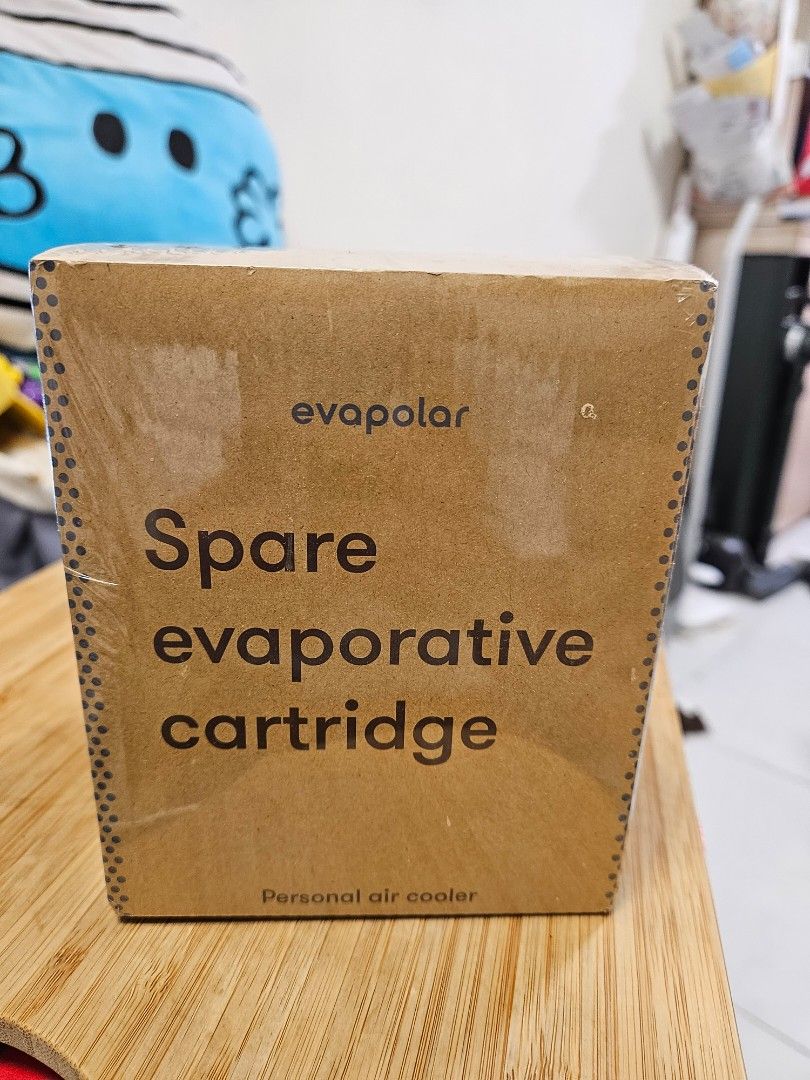 evapolar
Spare
evaporative
cartridge
Personal air cooler